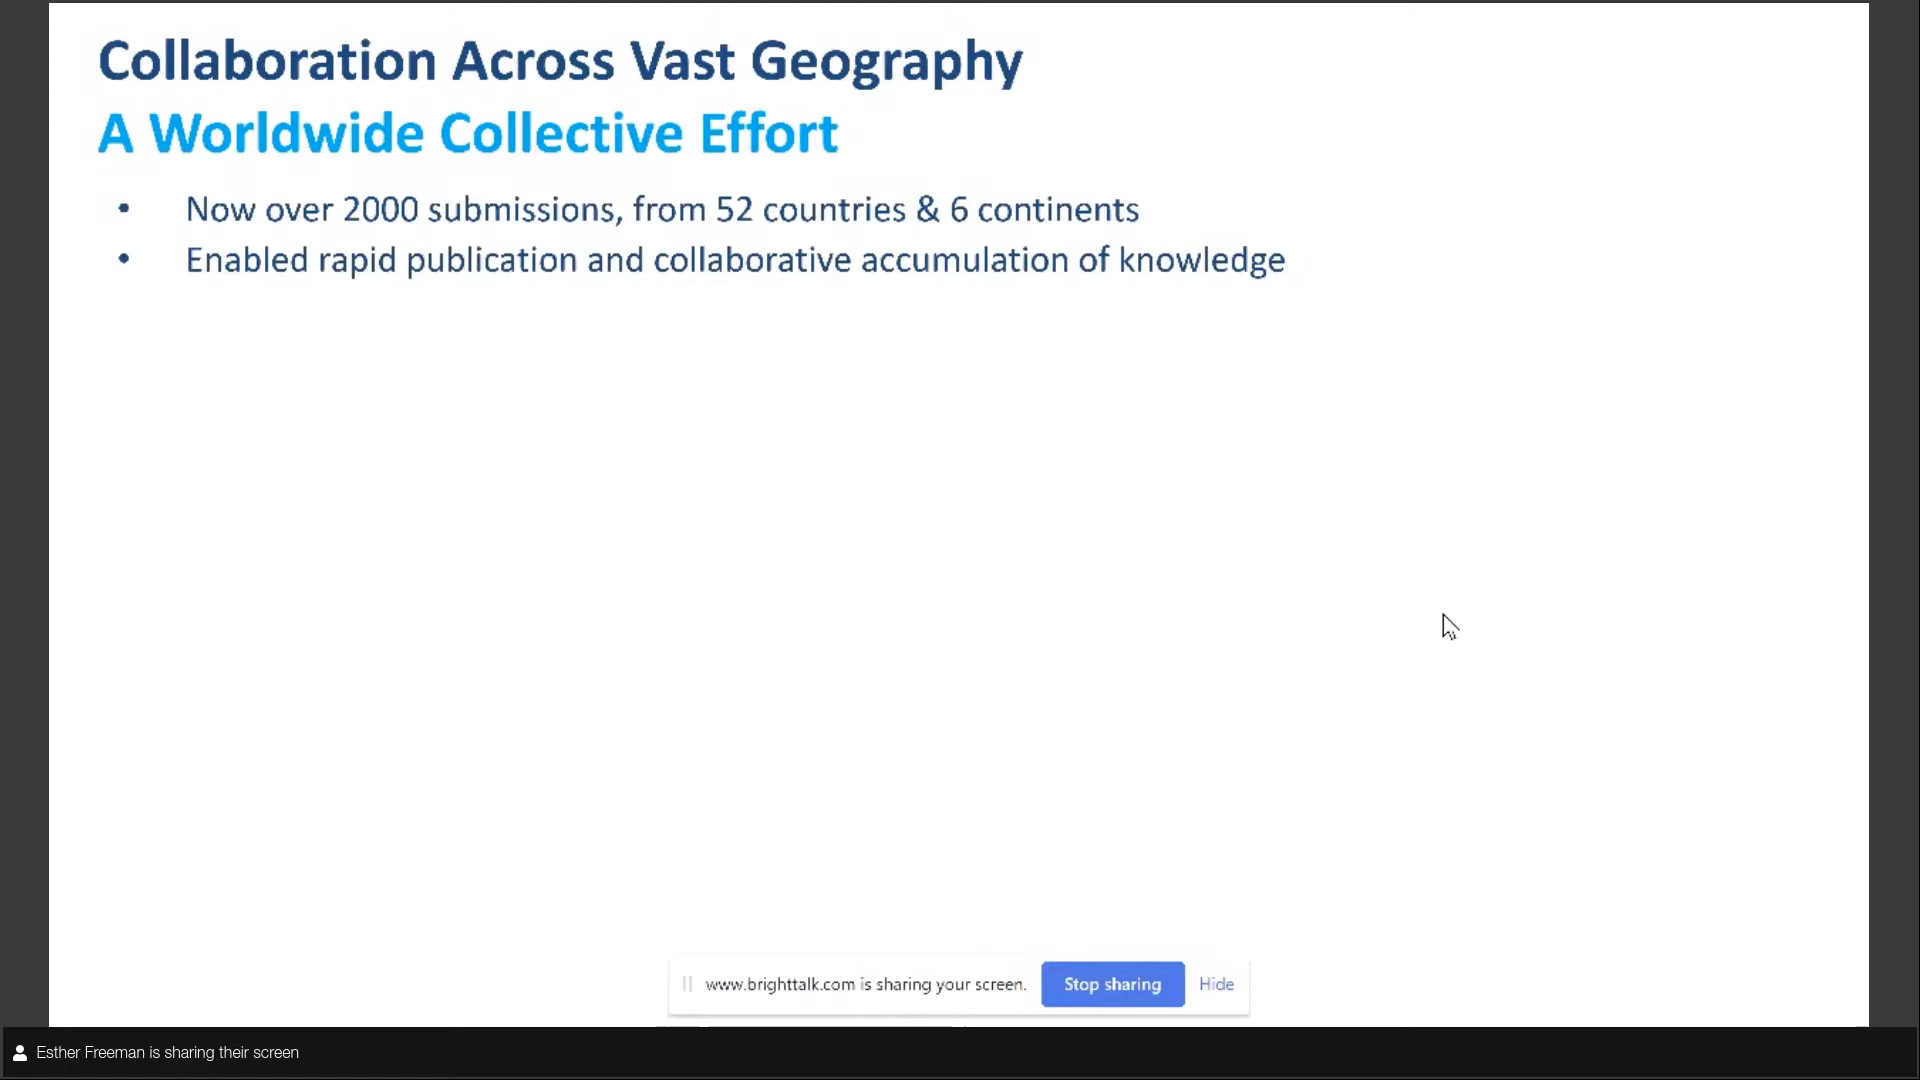 Collaboration Across Vast Geography
A Worldwide Collective Effort
• Now over 2000 submissions, from 52 countries & 6 continents
• Enabled rapid publication and collaborative accumulation of knowledge
www.brighttalk.com is sharing your screen. Stop sharing Hide
Esther Freeman is sharing their screen